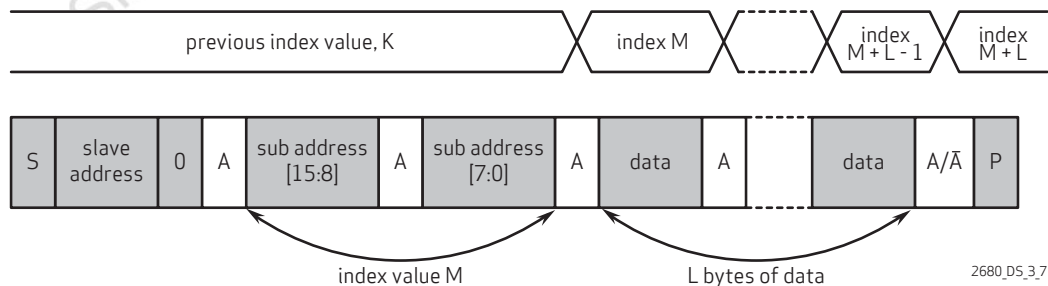 previous index value, K
index M
index
M + L - 1
index
M + L
S
slave
address
0
A
sub address
[15:8]
A
sub address
[7:0]
A
data
A
data
A/Ā
P
index value M
L bytes of data
2680_DS_3_7